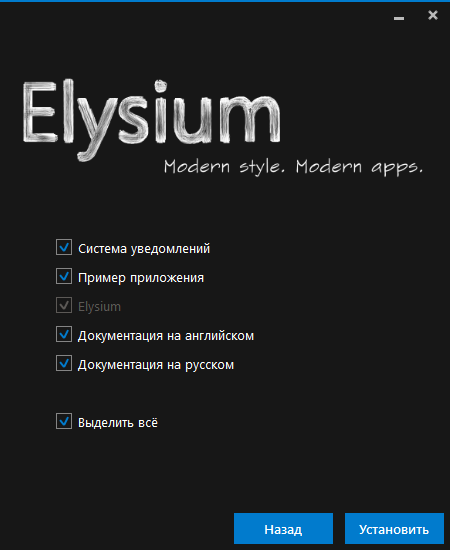 Elysium
Modern style. Modern apps.
Система уведомлений
Пример приложения
Elysium
Документация на английском
Документация на русском
Выделить всё
Назад Установить